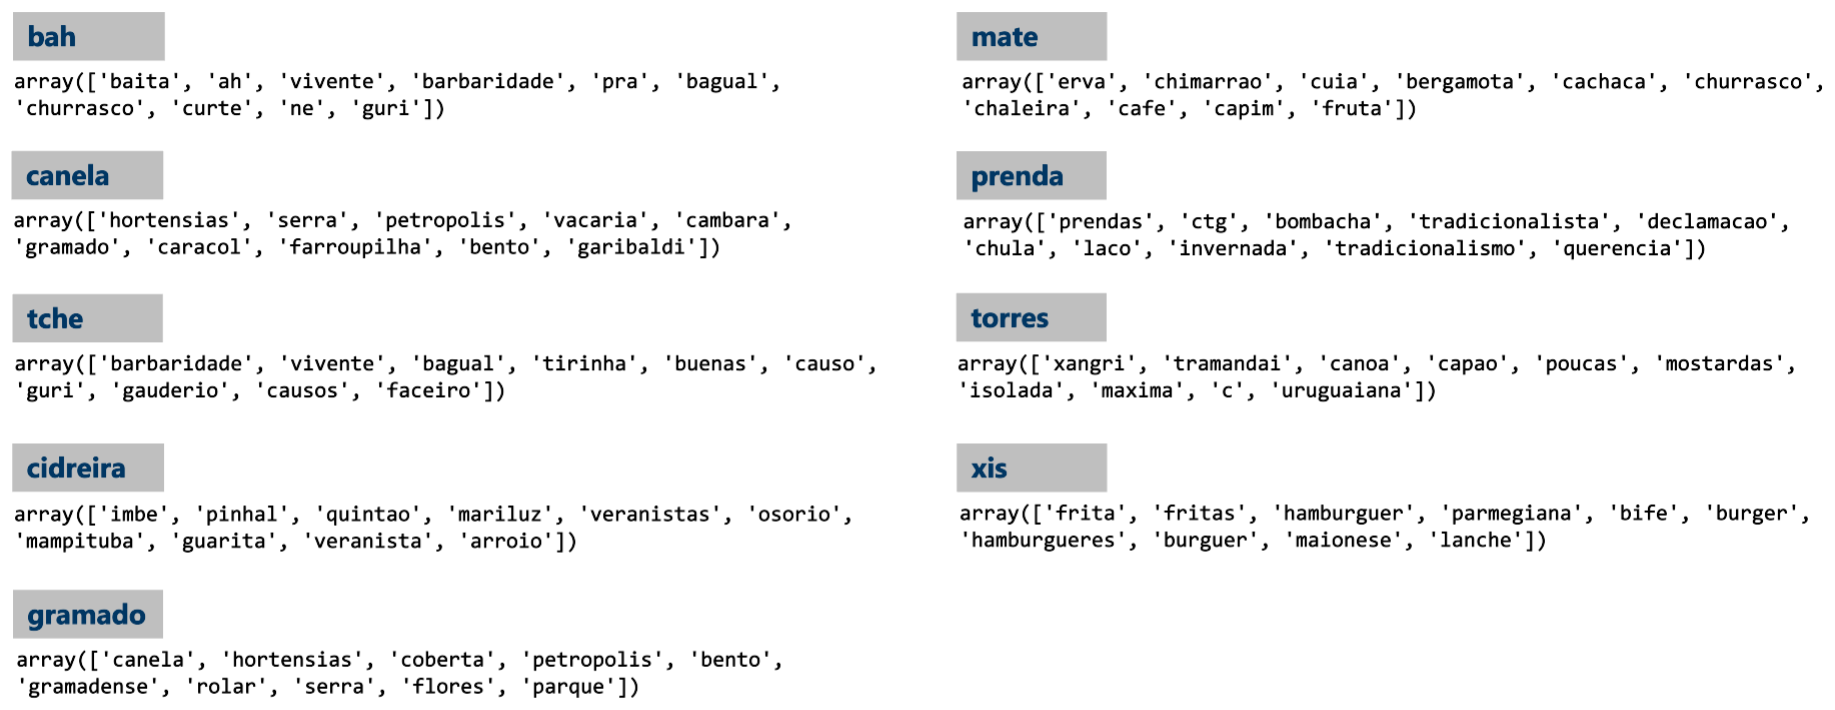 bah
array(['baita', 'ah', 'vivente', 'barbaridade', 'pra', 'bagual',
'churrasco', 'curte', 'ne', 'guri'])
canela
array(['hortensias', 'serra', 'petropolis', 'vacaria', 'cambara',
'gramado', 'caracol', 'farroupilha', 'bento', 'garibaldi'])
tche
array(['barbaridade', 'vivente', 'bagual', 'tirinha', 'buenas', 'causo',
'guri', 'gauderio', 'causos', 'faceiro'])
cidreira
array(['imbe', 'pinhal', 'quintao', 'mariluz', 'veranistas', 'osorio',
'mampituba', 'guarita', 'veranista', 'arroio'])
gramado
array(['canela', 'hortensias', 'coberta', 'petropolis', 'bento',
'gramadense', 'rolar', 'serra', 'flores', 'parque'])
mate
array(['erva', 'chimarrao', 'cuia', 'bergamota', 'cachaca', 'churrasco',
'chaleira', 'cafe', 'capim', 'fruta'])
prenda
array(['prendas', 'ctg', 'bombacha', 'tradicionalista', 'declamacao',
'chula', 'laco', 'invernada', 'tradicionalismo', 'querencia'])
torres
array(['xangri', 'tramandai', 'canoa', 'capao', 'poucas', 'mostardas',
'isolada', 'maxima', 'c', 'uruguaiana'])
xis
array(['frita', 'fritas', 'hamburguer', 'parmegiana', 'bife', 'burger',
'hamburgueres', 'burguer', 'maionese', 'lanche'])